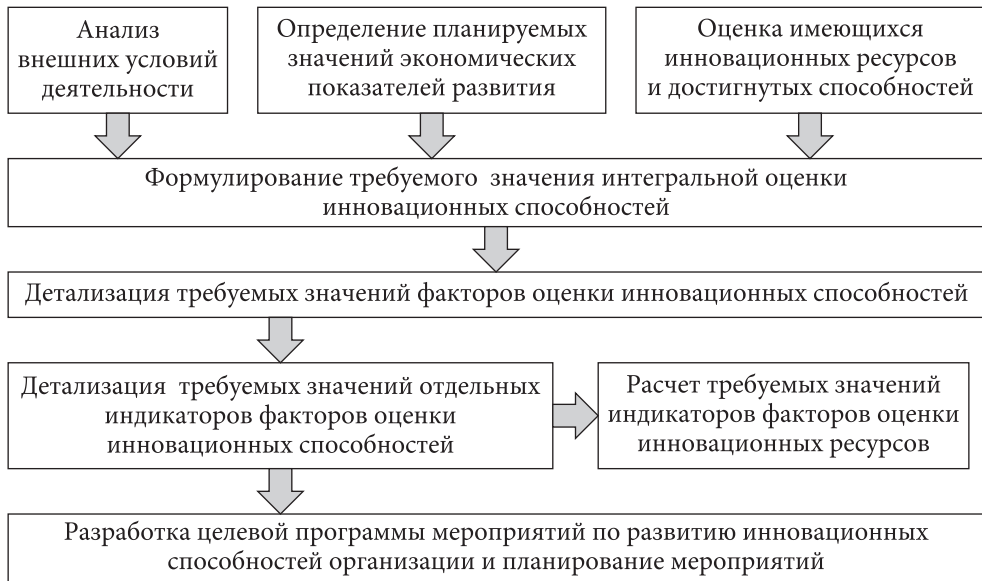 Анализ
внешних условий
деятельности
Определение планируемых
значений экономических
показателей развития
Оценка имеющихся
инновационных ресурсов
и достигнутых способностей
Формулирование требуемого значения интегральной оценки
инновационных способностей
Детализация требуемых значений факторов оценки инновационных способностей
Детализация требуемых значений отдельных
индикаторов факторов оценки
инновационных способностей
Расчет требуемых значений
индикаторов факторов оценки
инновационных ресурсов
Разработка целевой программы мероприятий по развитию инновационных
способностей организации и планирование мероприятий